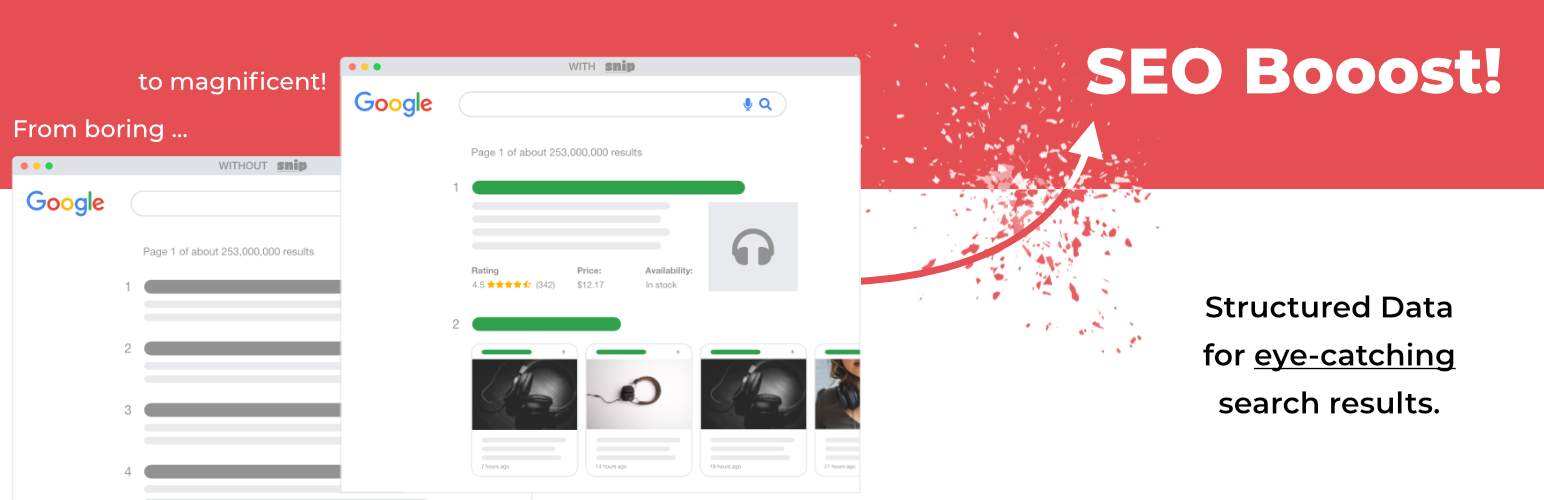 From boring ...
to magnificent!
WITHOUT snip
Google
Page 1 of about 253,000,000 results
1
2
3
4
WITH snip
Google
Page 1 of about 253,000,000 results
1
Rating Price: Availability:
4.5 (342) $12.17 In stock
2
7 hours ago 14 hours ago 18 hours ago 21 hours ago
SEO Booost!
Structured Data
for eye-catching
search results.